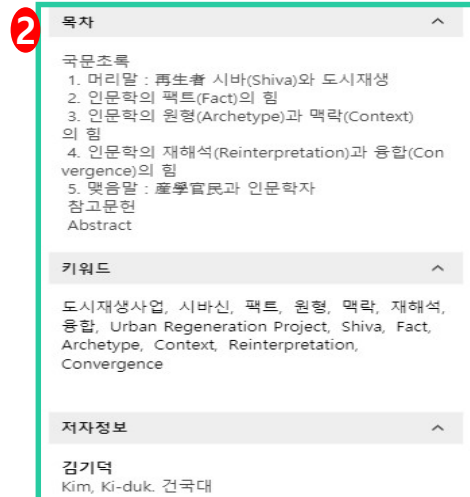 2
목차
국문초록
1. 머리말 : 再生者 시바(Shiva)와 도시재생
2. 인문학의 팩트(Fact)의 힘
3. 인문학의 원형(Archetype)과 맥락(Context)
의 힘
4. 인문학의 재해석(Reinterpretation)과 융합(Con
vergence)의 힘
5. 맺음말 : 産學官民과 인문학자
참고문헌
Abstract
키워드
도시재생사업, 시바신, 팩트, 원형, 맥락, 재해석,
융합, Urban Regeneration Project, Shiva, Fact,
Archetype, Context, Reinterpretation,
Convergence
저자정보
김기덕
Kim, Ki-duk. 건국대